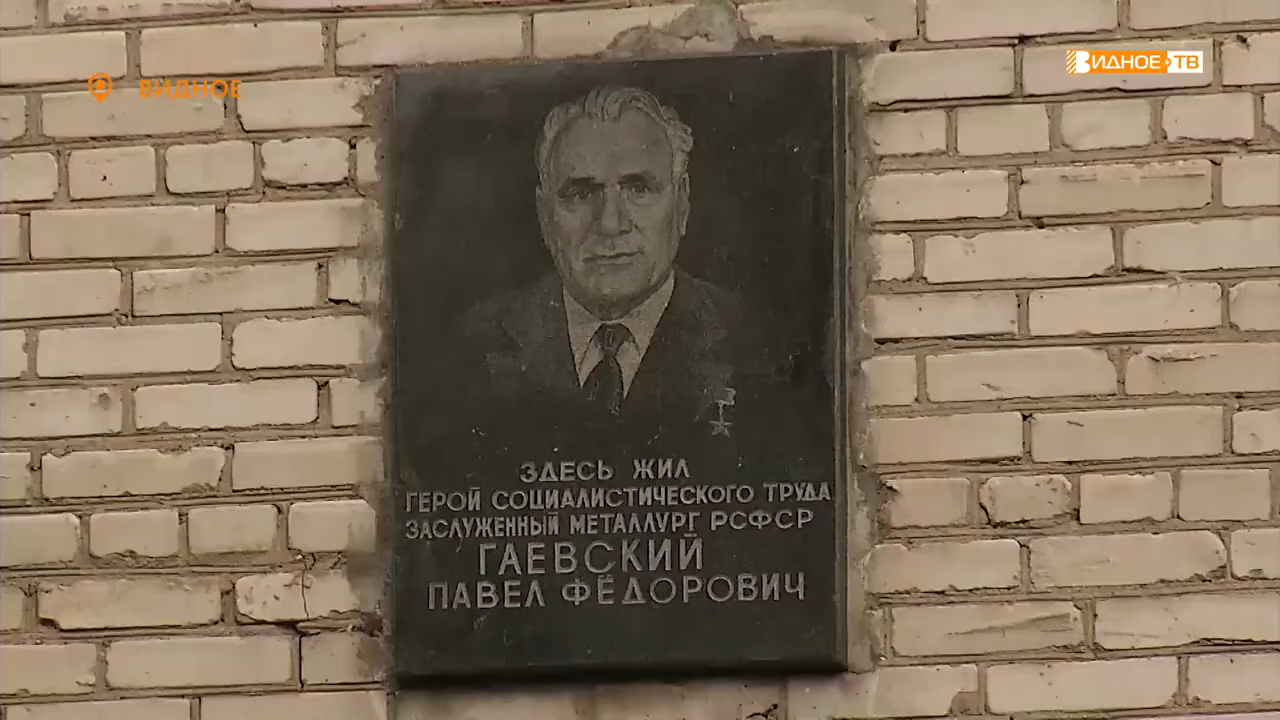 ВИДНОЕ
ВИДНОЕ ТВ
ЗДЕСЬ ЖИЛ
ГЕРОЙ СОЦИАЛИСТИЧЕСКОГО ТРУДА
ЗАСЛУЖЕННЫЙ МЕТАЛЛУРГ РСФСР
ГАЕВСКИЙ
ПАВЕЛ ФЁДОРОВИЧ